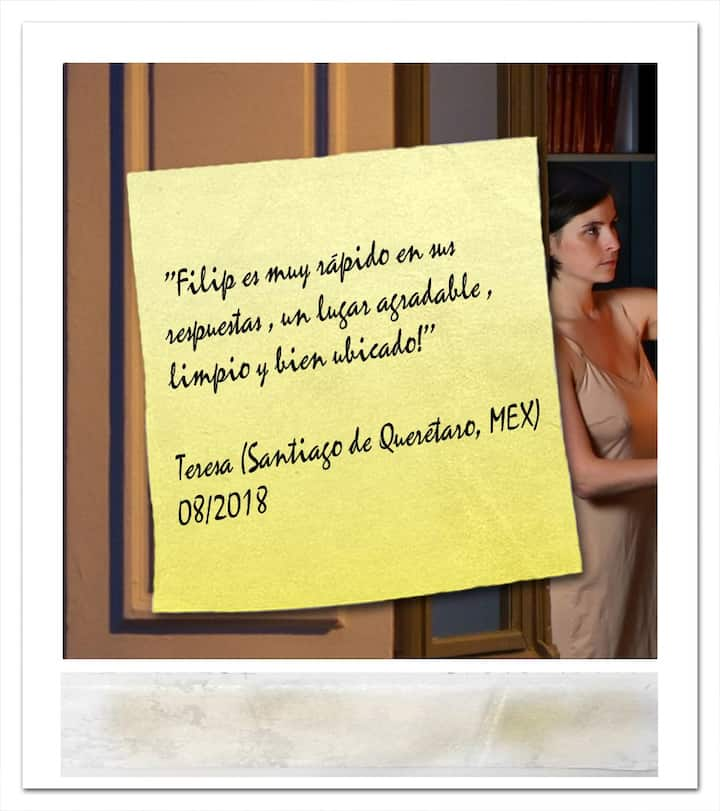 ”Filip es muy rápido en sus
respuestas , un lugar agradable ,
limpio y bien ubicado!”
Teresa (Santiago de Querétaro, MEX)
08/2018